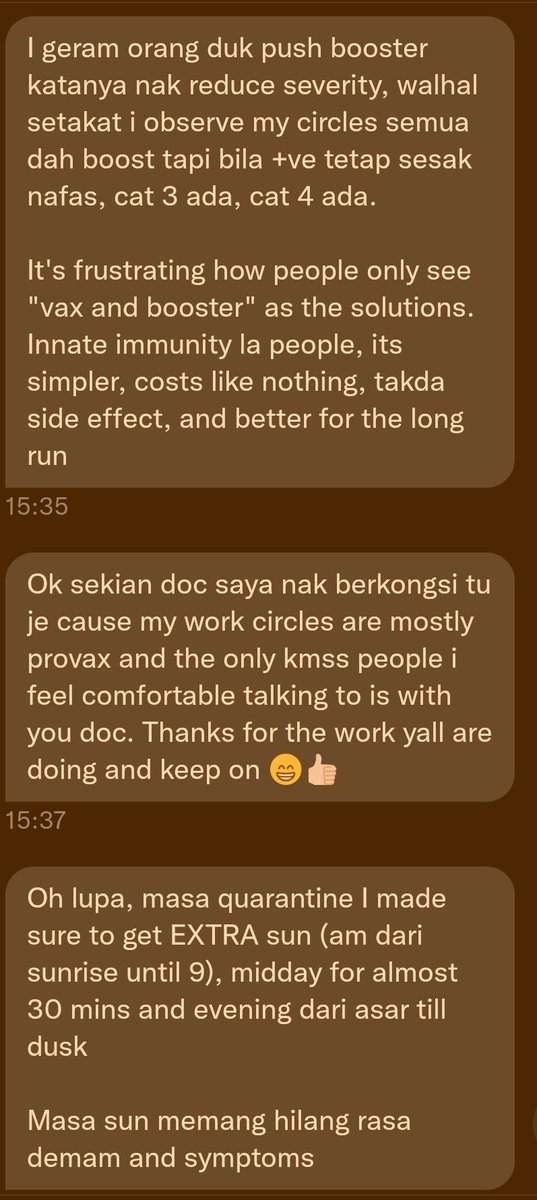 I geram orang duk push booster
katanya nak reduce severity, walhal
setakat i observe my circles semua
dah boost tapi bila +ve tetap sesak
nafas, cat 3 ada, cat 4 ada.
It's frustrating how people only see
"vax and booster" as the solutions.
Innate immunity la people, its
simpler, costs like nothing, takda
side effect, and better for the long
run
15:35
Ok sekian doc saya nak berkongsi tu
je cause my work circles are mostly
provax and the only kmss people i
feel comfortable talking to is with
you doc. Thanks for the work yall are
doing and keep on 😁👍🏼
15:37
Oh lupa, masa quarantine I made
sure to get EXTRA sun (am dari
sunrise until 9), midday for almost
30 mins and evening dari asar till
dusk
Masa sun memang hilang rasa
demam and symptoms